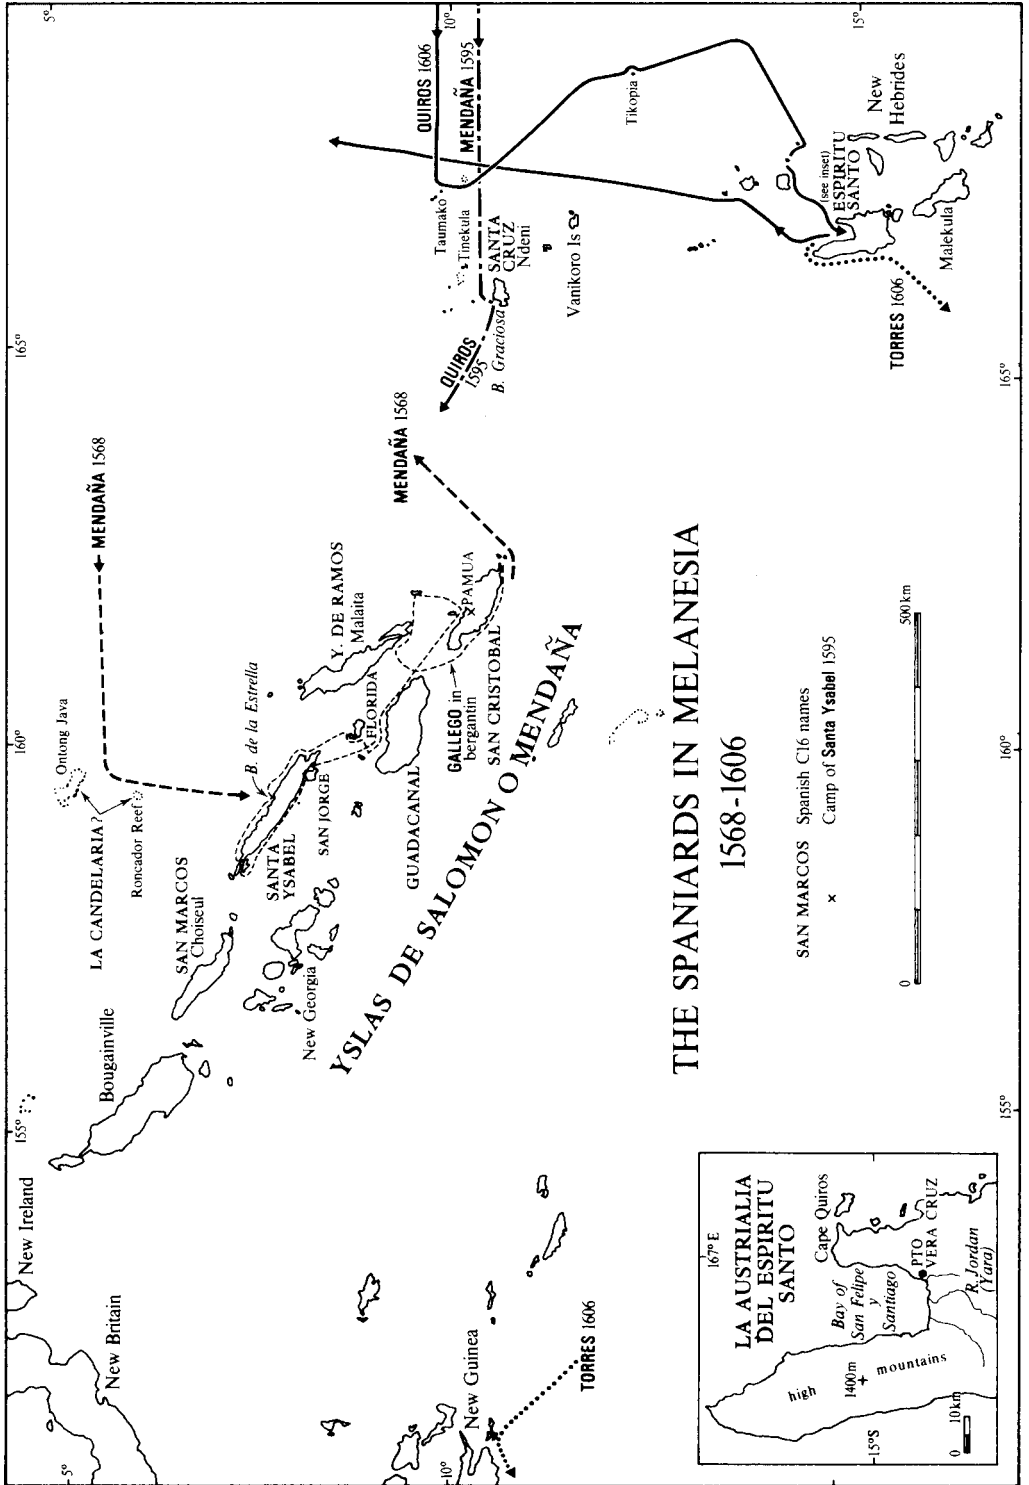 THE SPANIARDS IN MELANESIA
1568-1606
SAN MARCOS Spanish C16 names
× Camp of Santa Ysabel 1595
0 500 km
YSLAS DE SALOMON O MENDAÑA
5°
10°
15°
155°
160°
165°
5°
10°
155°
160°
165°
New Ireland
New Britain
Bougainville
SAN MARCOS
Choiseul
LA CANDELARIA?
Ontong Java
Roncador Reef
MENDAÑA 1568
B. de la Estrella
SANTA
YSABEL
SAN JORGE
New Georgia
Y. DE RAMOS
Malaita
FLORIDA
GUADACANAL
GALLEGO in
bergantin
SAN CRISTOBAL
PAMUA
MENDAÑA 1568
QUIROS
1595
B. Graciosa
SANTA
CRUZ
Ndeni
Tinekula
Taumako
QUIROS 1606
MENDAÑA 1595
Vanikoro Is
Tikopia
New
Hebrides
(see inset)
ESPIRITU
SANTO
Malekula
TORRES 1606
New Guinea
TORRES 1606
167° E
LA AUSTRIALIA
DEL ESPIRITU
SANTO
Cape Quiros
Bay of
San Felipe
y
Santiago
PTO
VERA CRUZ
R. Jordan
(Yara)
high
mountains
1400m
+
15°S
0 10km